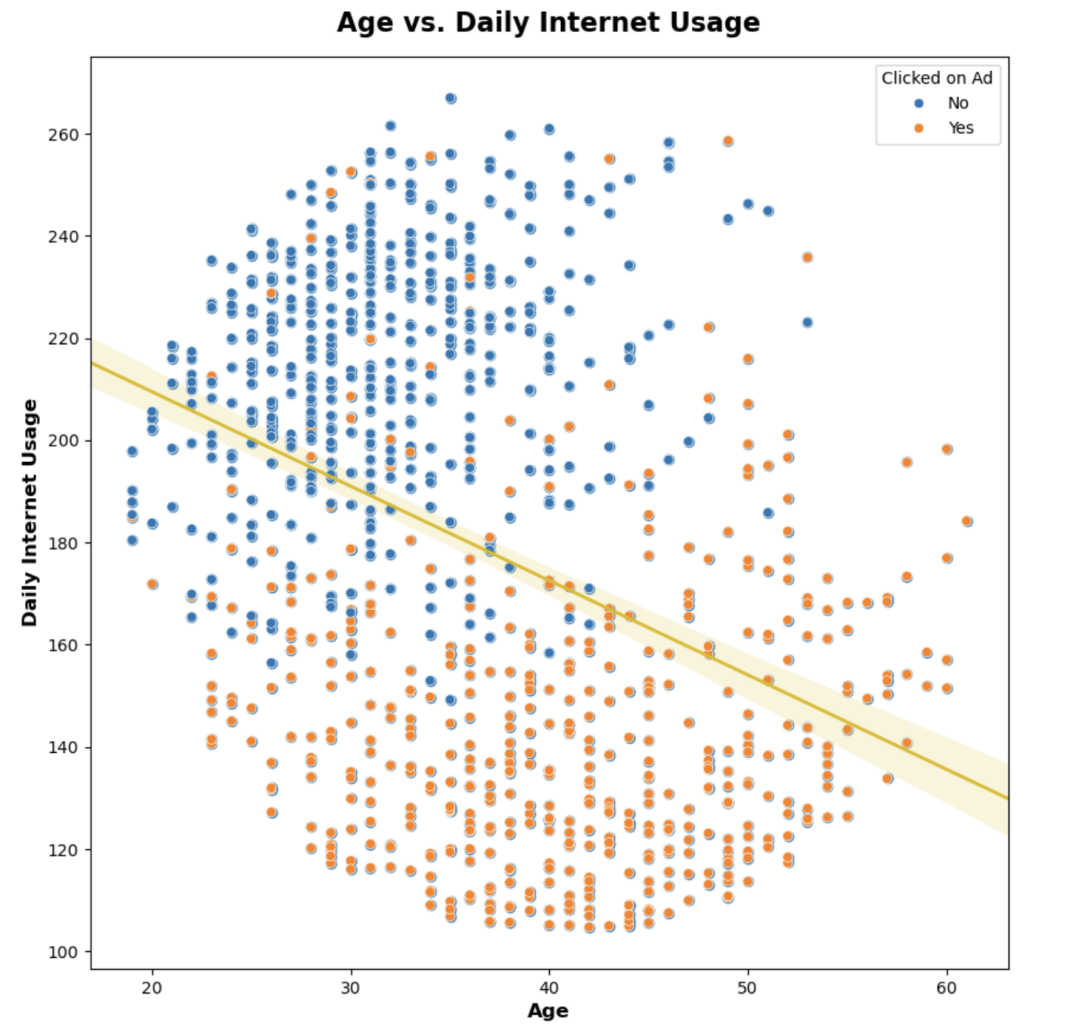 Age vs. Daily Internet Usage
Clicked on Ad
No
Yes
260
240
220
200
180
160
140
120
100
Daily Internet Usage
20 30 40 50 60
Age